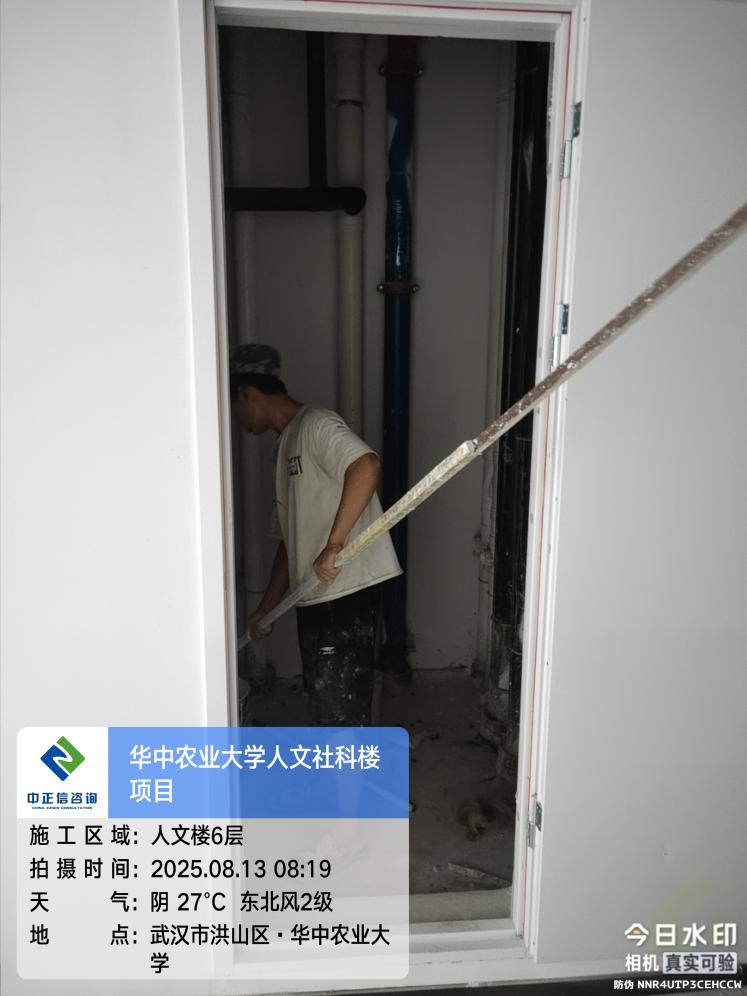 华中农业大学人文社科楼
项目
中正信咨询
施工区域：人文楼6层
拍摄时间：2025.08.13 08:19
天气：阴 27°C 东北风2级
地点：武汉市洪山区·华中农业大
学
今日水印
相机 真实可验
防伪 NNR4UTP3CEHCCW